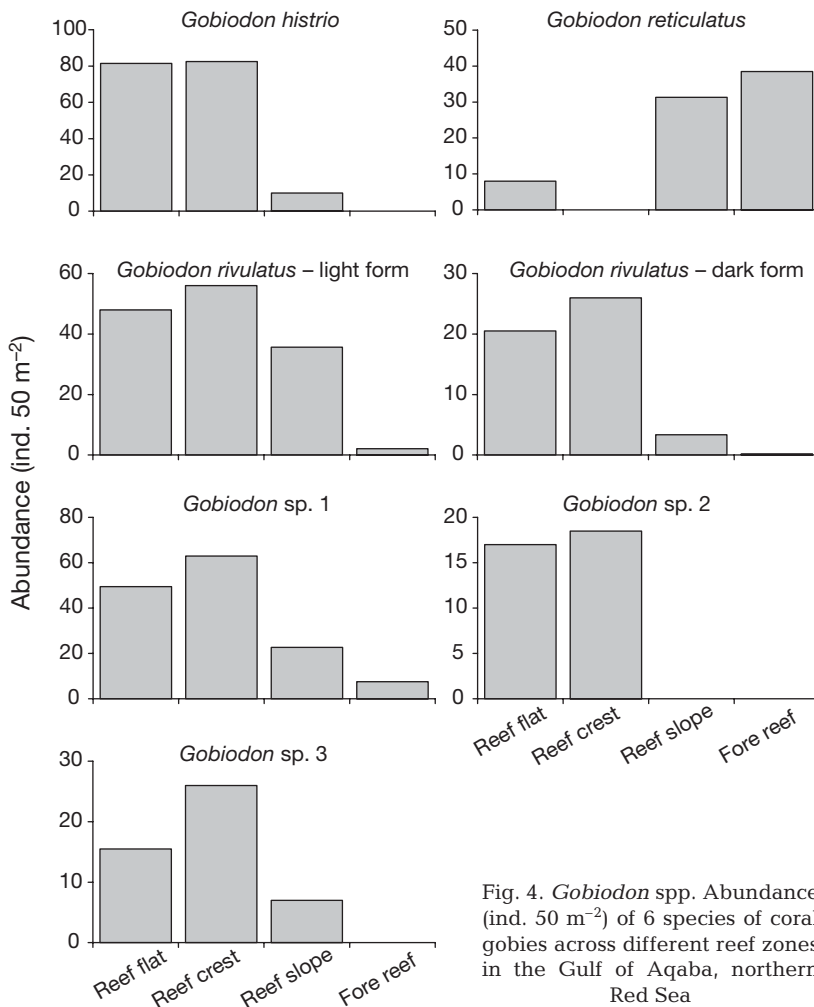 Gobiodon histrio
100
80
60
40
20
0
Gobiodon reticulatus
50
40
30
20
10
0
Abundance (ind. 50 m⁻²)
Gobiodon rivulatus – light form
60
40
20
0
Gobiodon rivulatus – dark form
30
20
10
0
Gobiodon sp. 1
80
60
40
20
0
Gobiodon sp. 2
20
15
10
5
0
Reef flat
Reef crest
Reef slope
Fore reef
Gobiodon sp. 3
30
20
10
0
Reef flat
Reef crest
Reef slope
Fore reef
Fig. 4. Gobiodon spp. Abundance
(ind. 50 m⁻²) of 6 species of coral
gobies across different reef zones
in the Gulf of Aqaba, northern
Red Sea